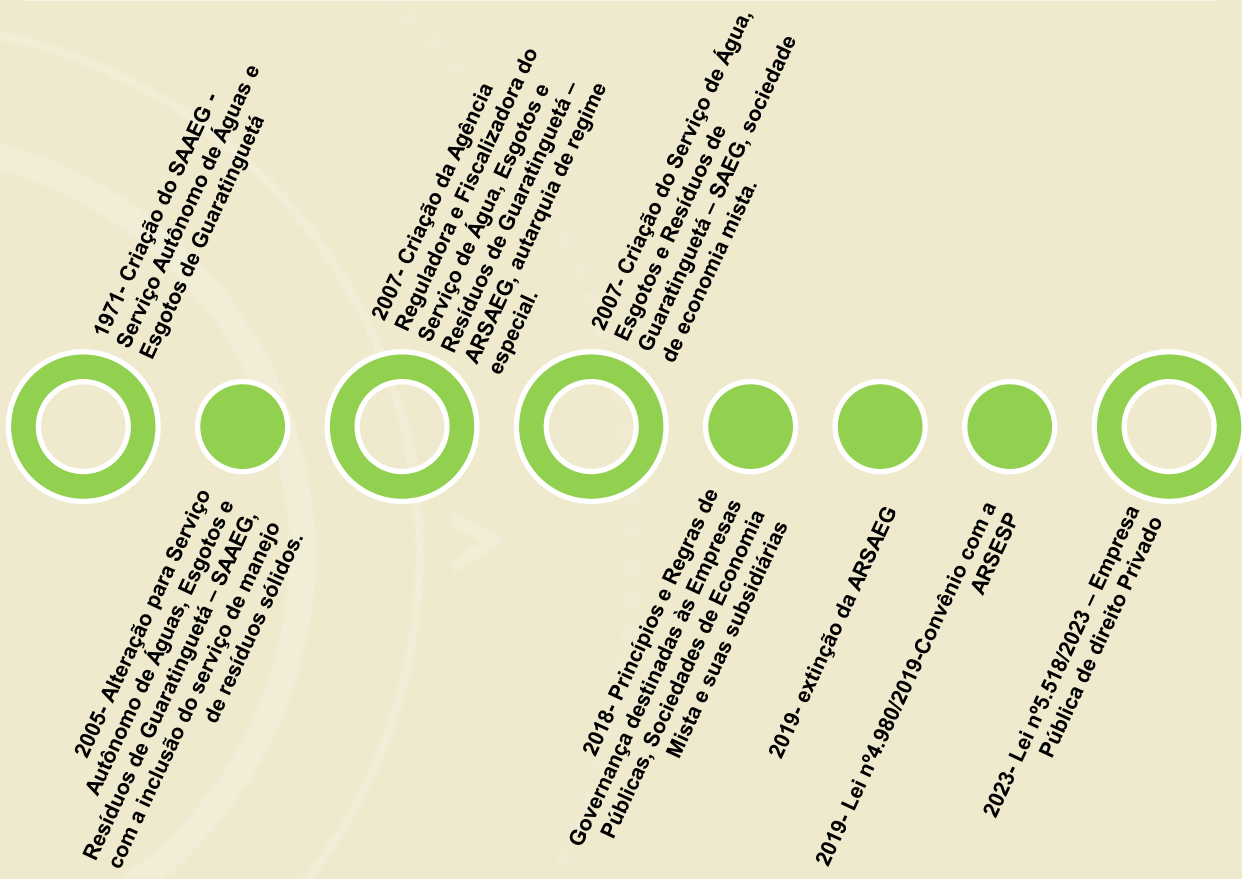 1971- Criação do SAAEG -
Serviço Autônomo de Águas e
Esgotos de Guaratinguetá
2005- Alteração para Serviço
Autônomo de Águas, Esgotos e
Resíduos de Guaratinguetá – SAAEG,
com a inclusão do serviço de manejo
de resíduos sólidos.
2007- Criação da Agência
Reguladora e Fiscalizadora do
Serviço de Água, Esgotos e
Resíduos de Guaratinguetá –
ARSAEG, autarquia de regime
especial.
2007- Criação do Serviço de Água,
Esgotos e Resíduos de
Guaratinguetá – SAEG, sociedade
de economia mista.
2018- Princípios e Regras de
Governança destinadas às Empresas
Públicas, Sociedades de Economia
Mista e suas subsidiárias
2019- extinção da ARSAEG
2019- Lei nº4.980/2019-Convênio com a
ARSESP
2023- Lei nº5.518/2023 – Empresa
Pública de direito Privado